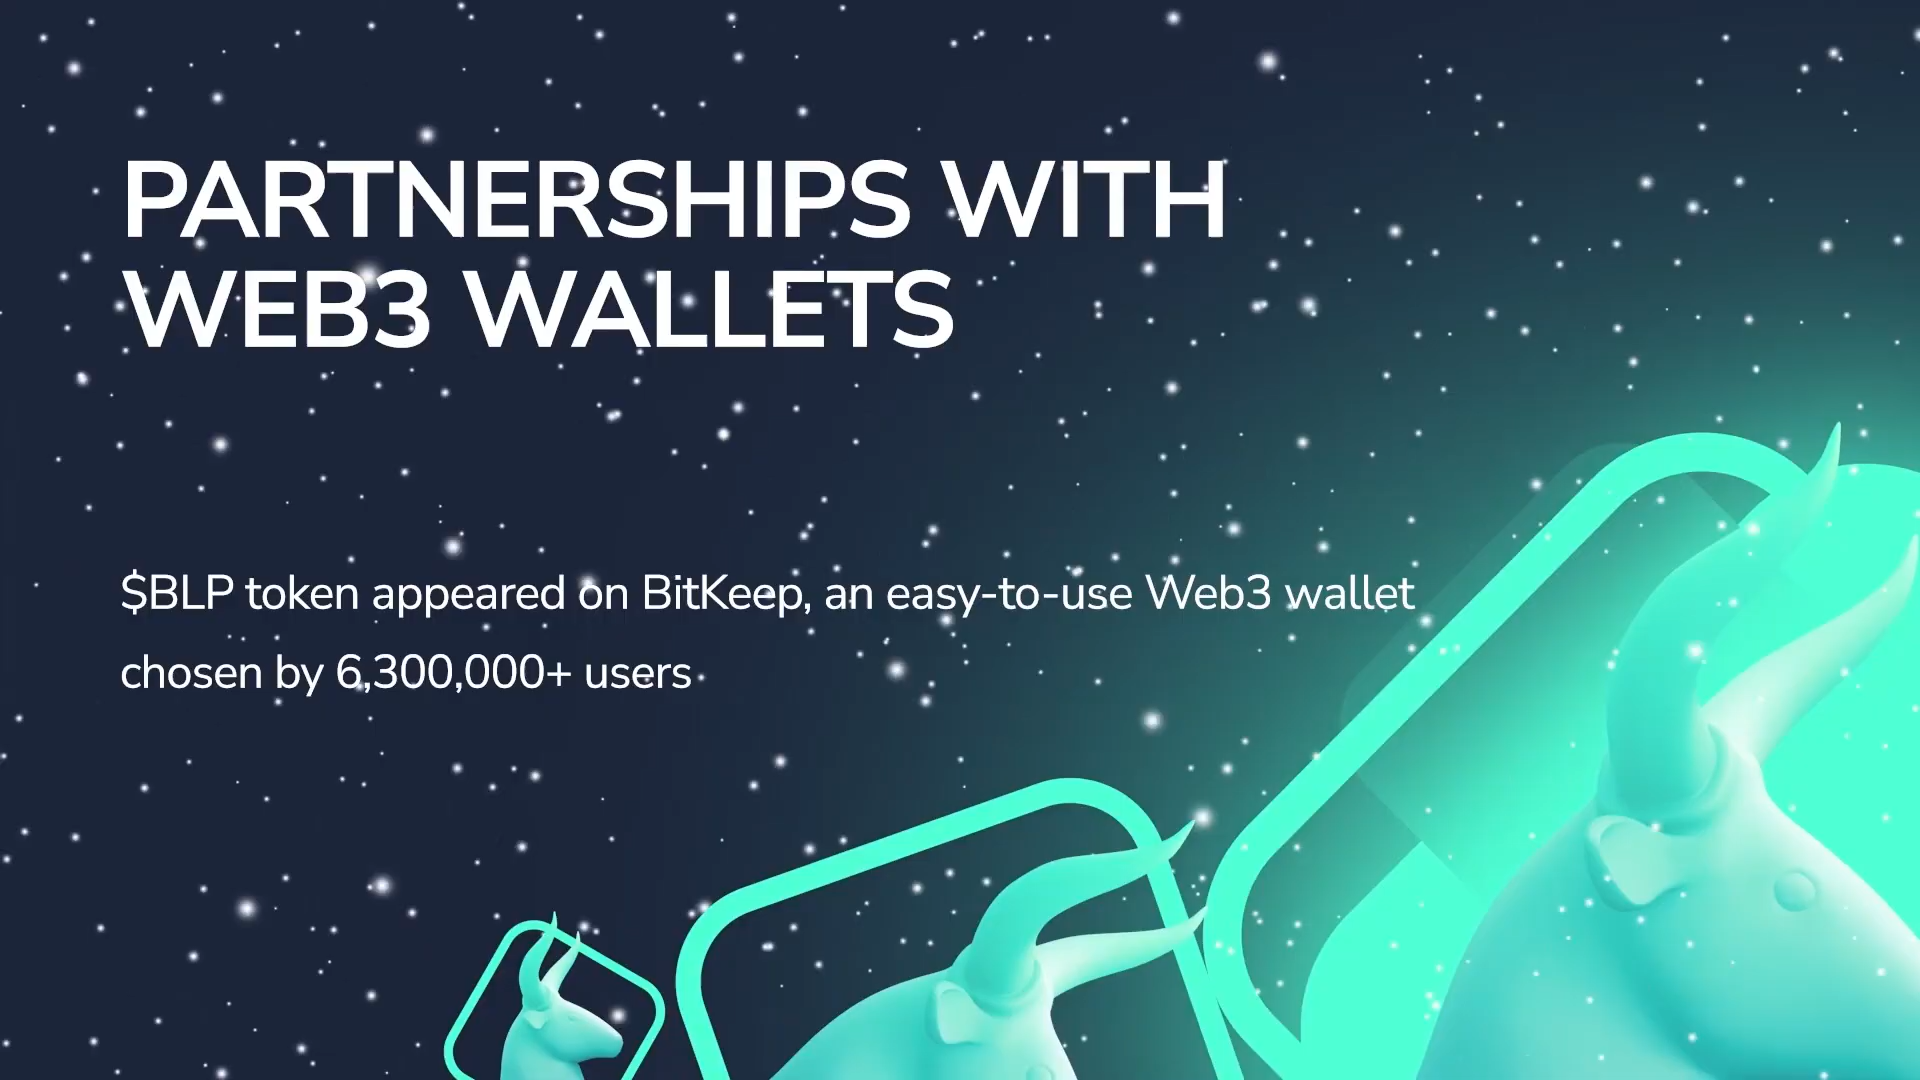 PARTNERSHIPS WITH
WEB3 WALLETS
$BLP token appeared on BitKeep, an easy-to-use Web3 wallet
chosen by 6,300,000+ users